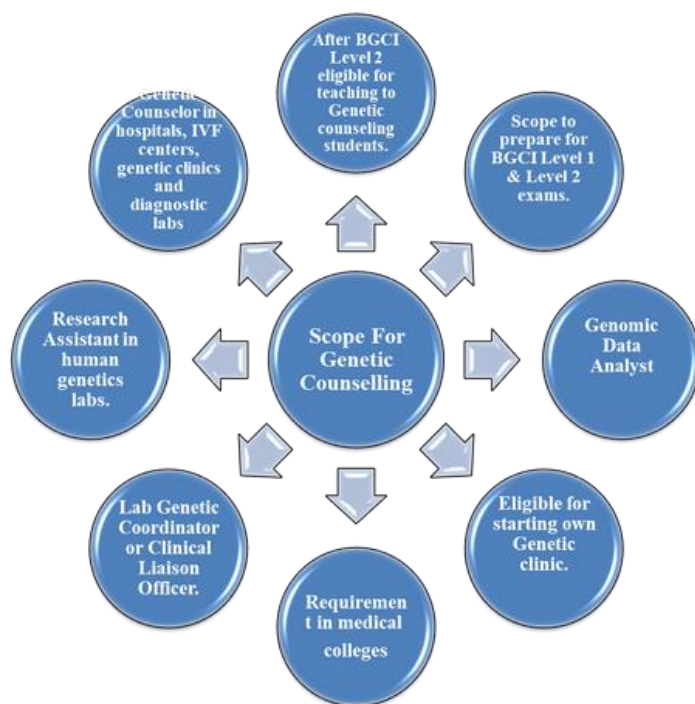 After BGCI
Level 2
eligible for
teaching to
Genetic
counseling
students.
Scope to
prepare for
BGCI Level 1
& Level 2
exams.
Genomic
Data
Analyst
Eligible for
starting own
Genetic
clinic.
Requiremen
t in medical
colleges
Lab Genetic
Coordinator
or Clinical
Liaison
Officer.
Research
Assistant in
human
genetics
labs.
Genetic
Counselor in
hospitals, IVF
centers,
genetic clinics
and
diagnostic
labs
Scope For
Genetic
Counselling